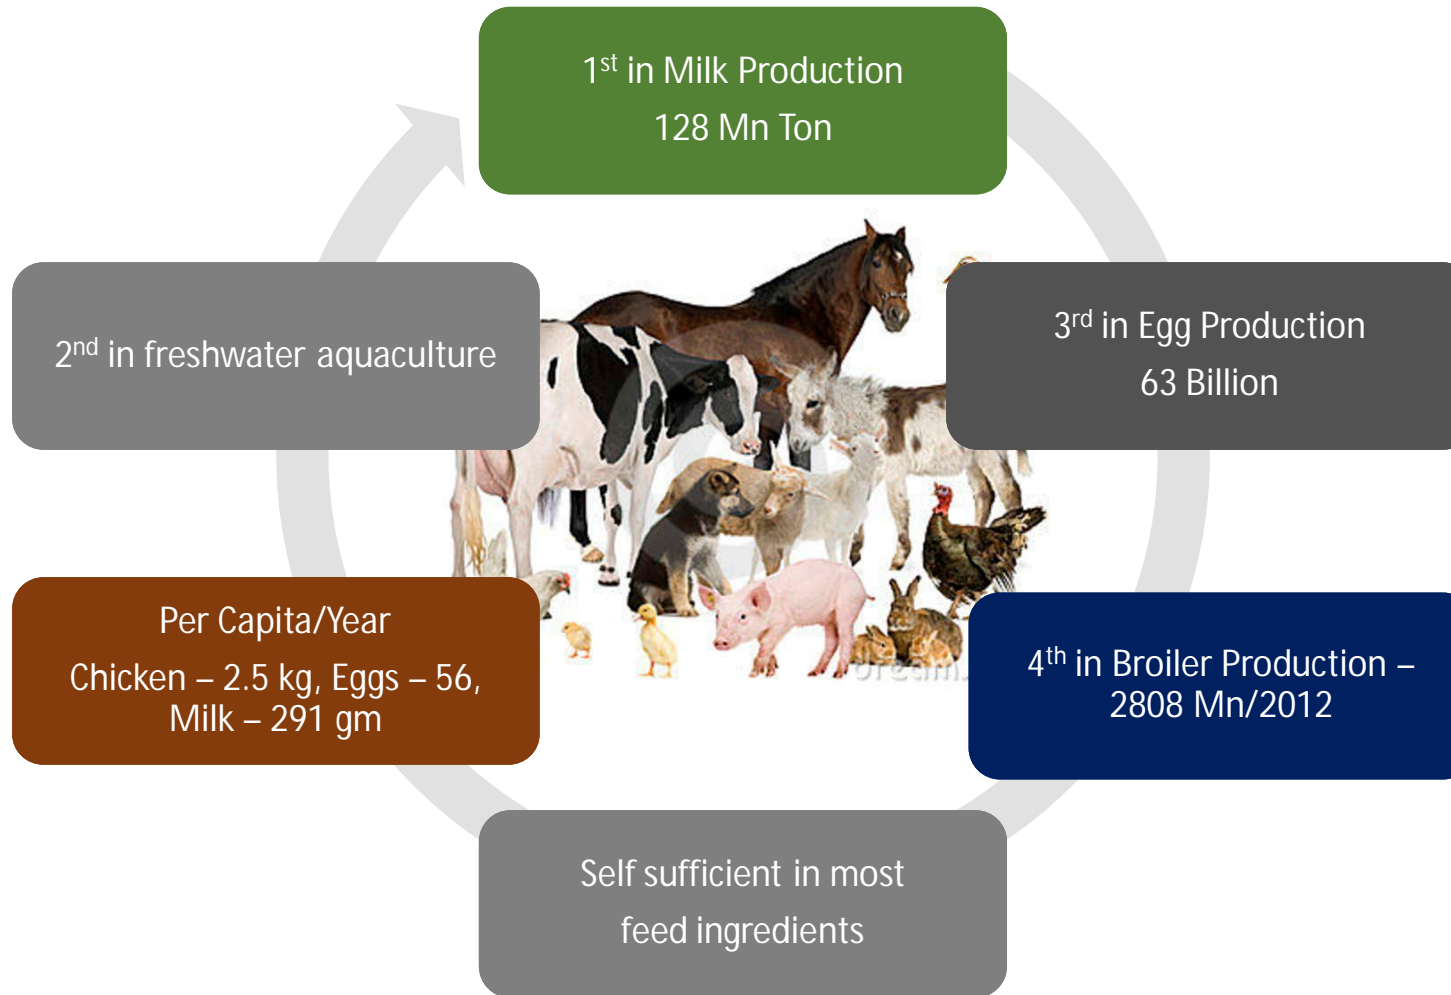 1st in Milk Production
128 Mn Ton
3rd in Egg Production
63 Billion
4th in Broiler Production –
2808 Mn/2012
Self sufficient in most
feed ingredients
Per Capita/Year
Chicken – 2.5 kg, Eggs – 56,
Milk – 291 gm
2nd in freshwater aquaculture